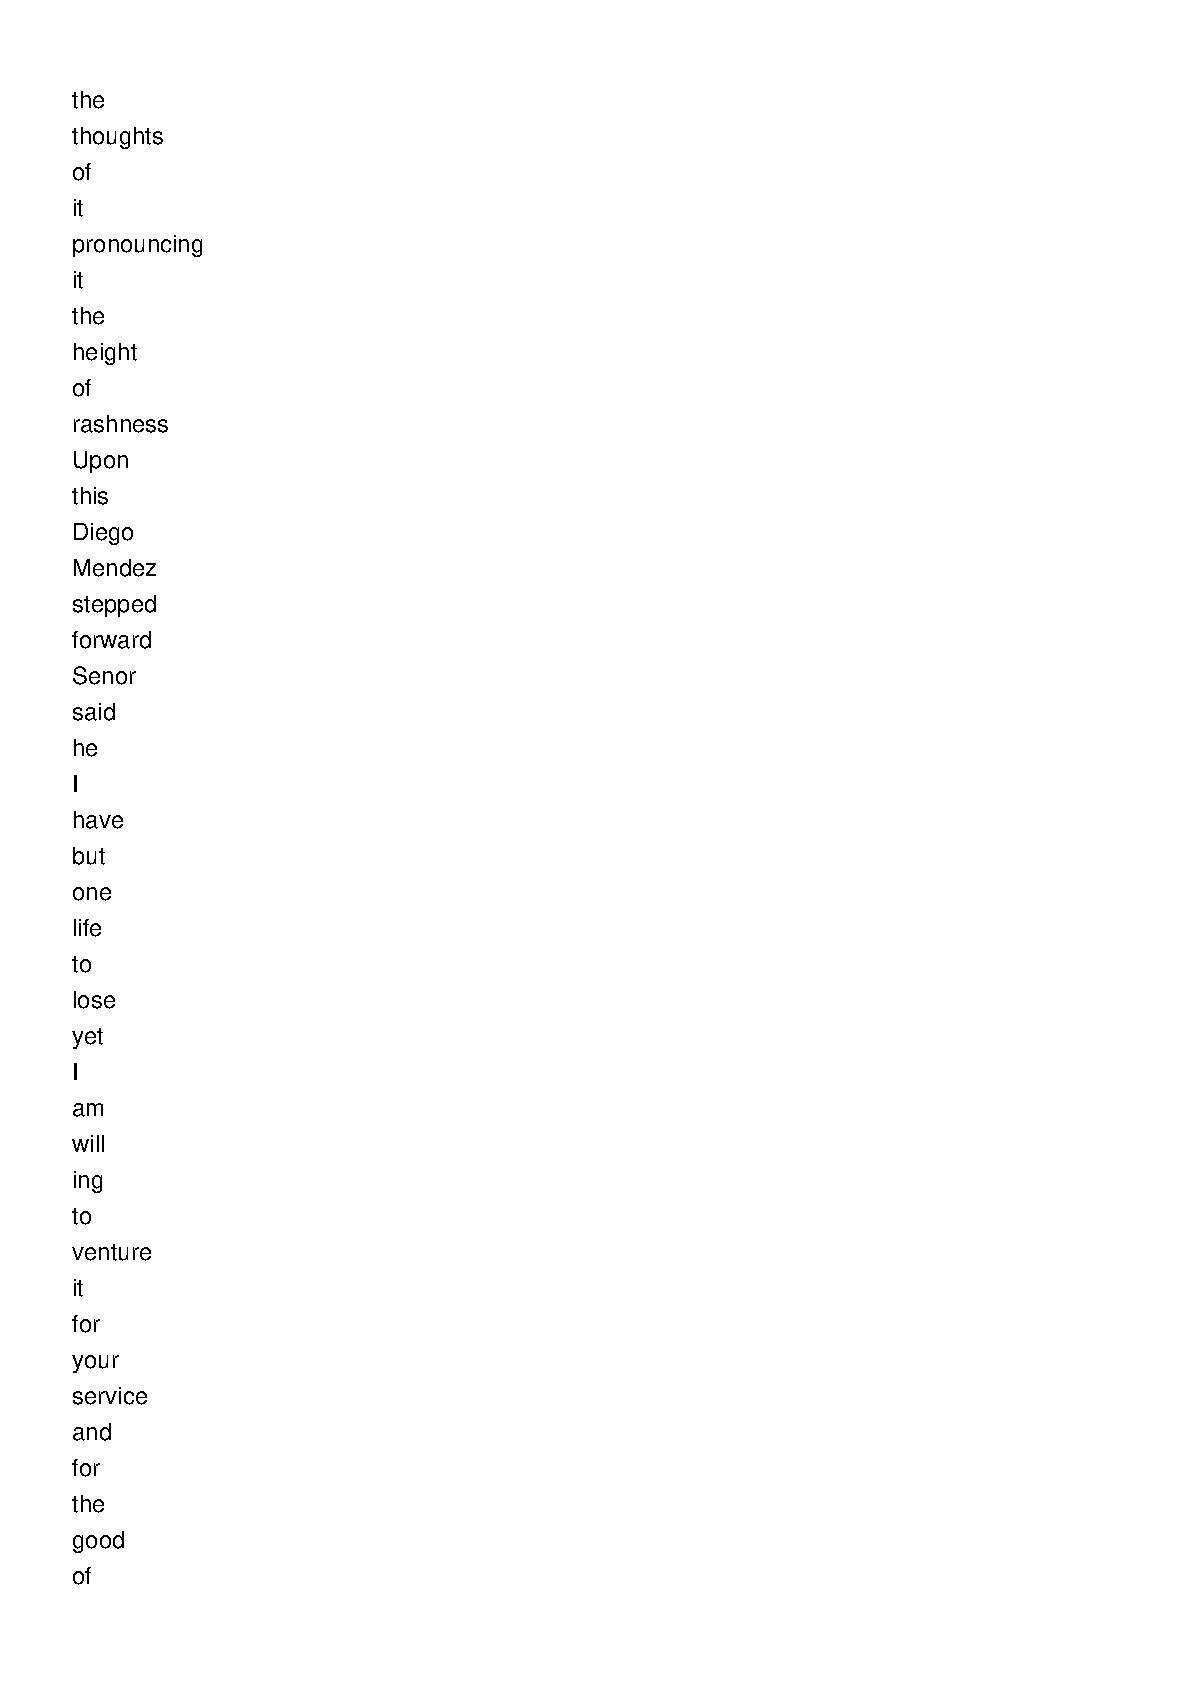 the
thoughts
of
it
pronouncing
it
the
height
of
rashness
Upon
this
Diego
Mendez
stepped
forward
Senor
said
he
I
have
but
one
life
to
lose
yet
I
am
will
ing
to
venture
it
for
your
service
and
for
the
good
of